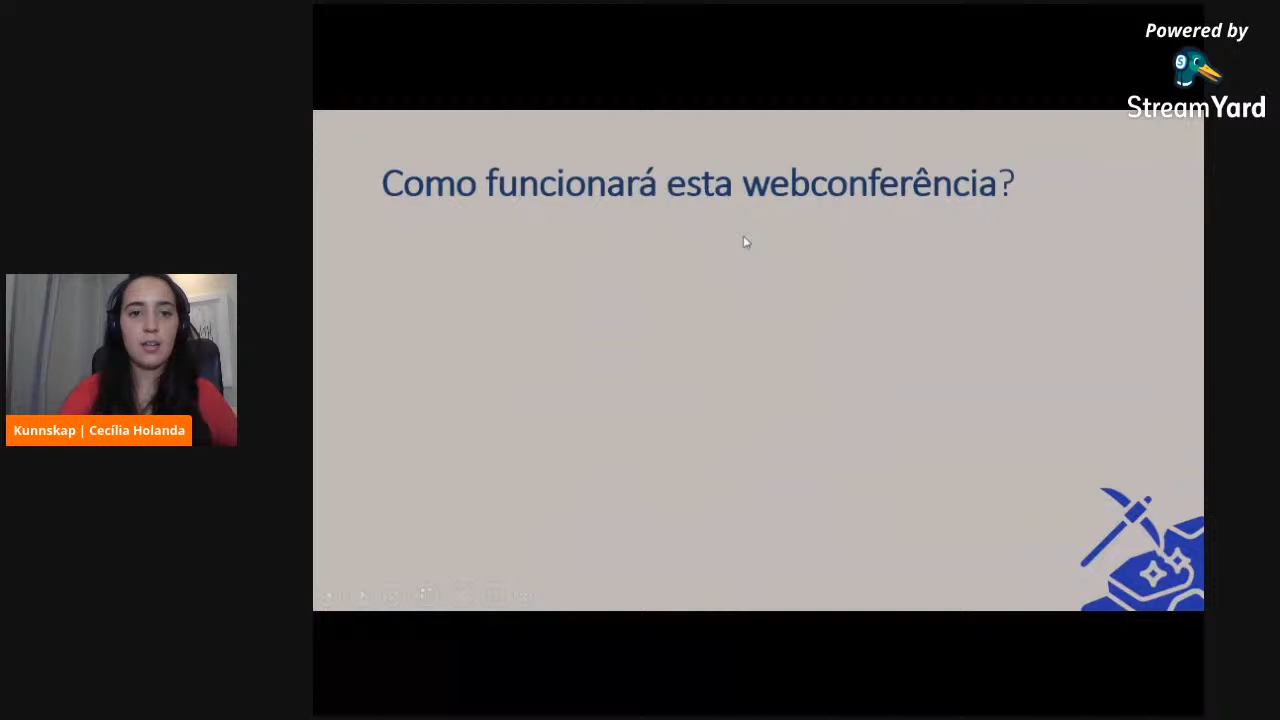 Powered by
S
StreamYard
Como funcionará esta webconferência?
Kunnskap | Cecília Holanda